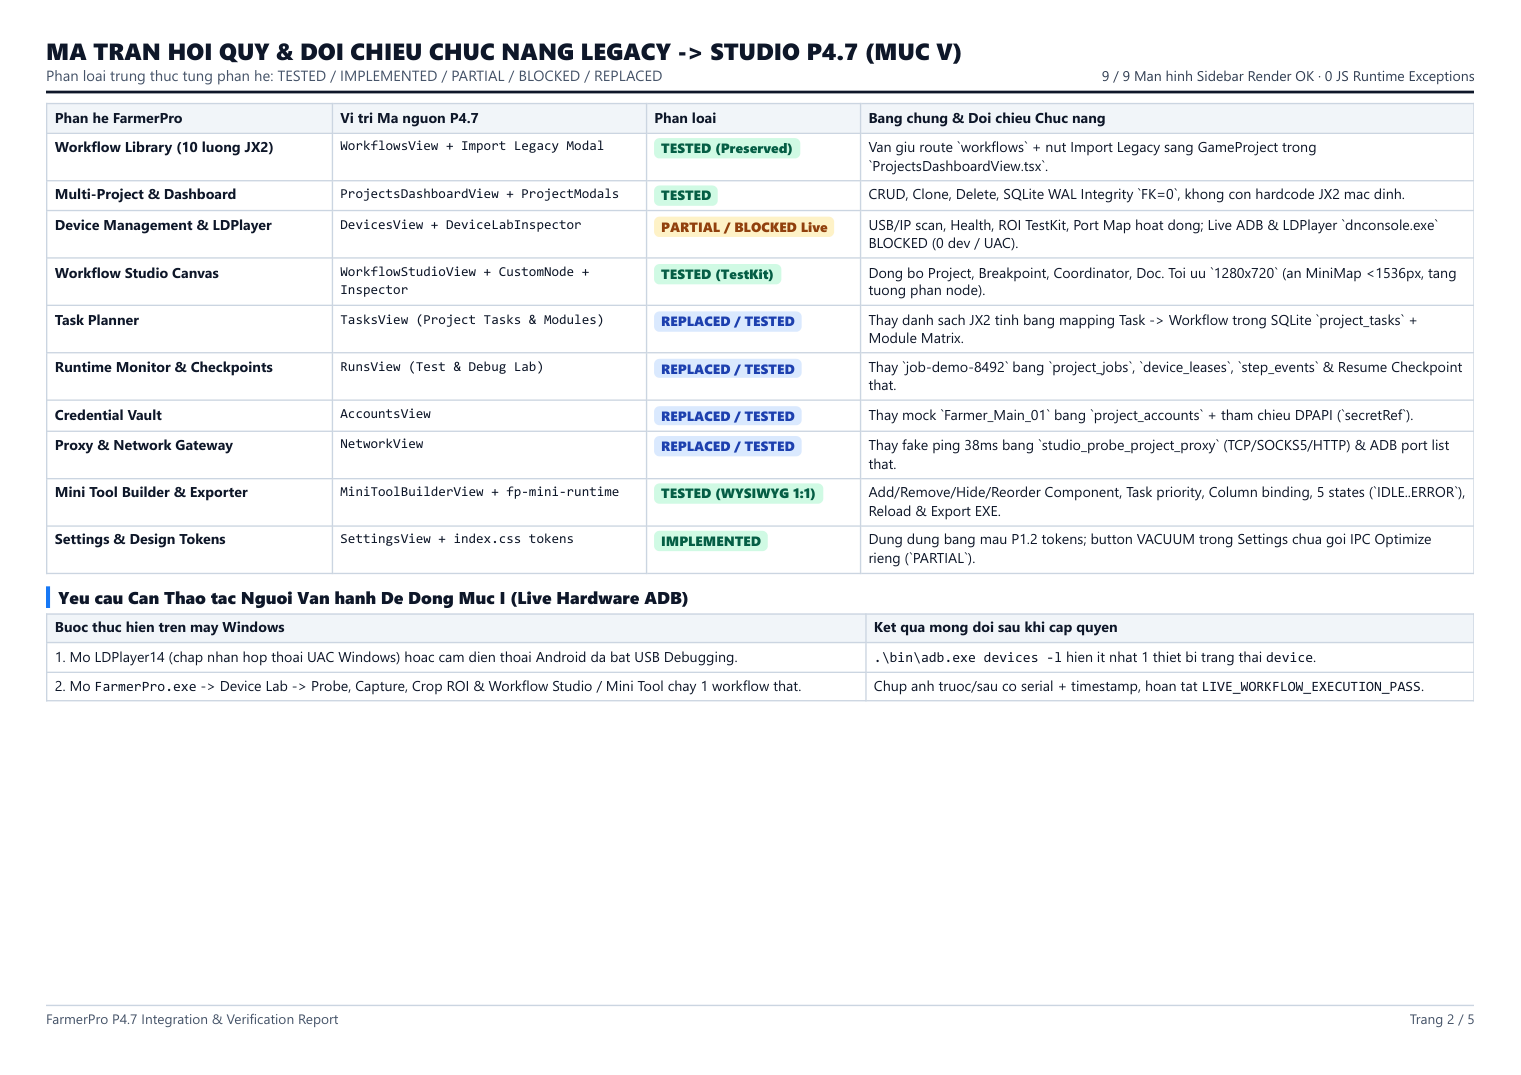 MA TRAN HOI QUY & DOI CHIEU CHUC NANG LEGACY -> STUDIO P4.7 (MUC V)
Phan loai trung thuc tung phan he: TESTED / IMPLEMENTED / PARTIAL / BLOCKED / REPLACED
9 / 9 Man hinh Sidebar Render OK · 0 JS Runtime Exceptions
Phan he FarmerPro
Vi tri Ma nguon P4.7
Phan loai
Bang chung & Doi chieu Chuc nang
Workflow Library (10 luong JX2)
WorkflowsView + Import Legacy Modal
TESTED (Preserved)
Van giu route `workflows` + nut Import Legacy sang GameProject trong
`ProjectsDashboardView.tsx`.
Multi-Project & Dashboard
ProjectsDashboardView + ProjectModals
TESTED
CRUD, Clone, Delete, SQLite WAL Integrity `FK=0`, khong con hardcode JX2 mac dinh.
Device Management & LDPlayer
DevicesView + DeviceLabInspector
PARTIAL / BLOCKED Live
USB/IP scan, Health, ROI TestKit, Port Map hoat dong; Live ADB & LDPlayer `dnconsole.exe`
BLOCKED (0 dev / UAC).
Workflow Studio Canvas
WorkflowStudioView + CustomNode +
Inspector
TESTED (TestKit)
Dong bo Project, Breakpoint, Coordinator, Doc. Toi uu `1280x720` (an MiniMap <1536px, tang
tuong phan node).
Task Planner
TasksView (Project Tasks & Modules)
REPLACED / TESTED
Thay danh sach JX2 tinh bang mapping Task -> Workflow trong SQLite `project_tasks` +
Module Matrix.
Runtime Monitor & Checkpoints
RunsView (Test & Debug Lab)
REPLACED / TESTED
Thay `job-demo-8492` bang `project_jobs`, `device_leases`, `step_events` & Resume Checkpoint
that.
Credential Vault
AccountsView
REPLACED / TESTED
Thay mock `Farmer_Main_01` bang `project_accounts` + tham chieu DPAPI (`secretRef`).
Proxy & Network Gateway
NetworkView
REPLACED / TESTED
Thay fake ping 38ms bang `studio_probe_project_proxy` (TCP/SOCKS5/HTTP) & ADB port list
that.
Mini Tool Builder & Exporter
MiniToolBuilderView + fp-mini-runtime
TESTED (WYSIWYG 1:1)
Add/Remove/Hide/Reorder Component, Task priority, Column binding, 5 states (`IDLE..ERROR`),
Reload & Export EXE.
Settings & Design Tokens
SettingsView + index.css tokens
IMPLEMENTED
Dung dung bang mau P1.2 tokens; button VACUUM trong Settings chua goi IPC Optimize
rieng (`PARTIAL`).
Yeu cau Can Thao tac Nguoi Van hanh De Dong Muc I (Live Hardware ADB)
Buoc thuc hien tren may Windows
Ket qua mong doi sau khi cap quyen
1. Mo LDPlayer14 (chap nhan hop thoai UAC Windows) hoac cam dien thoai Android da bat USB Debugging.
.\bin\adb.exe devices -l hien it nhat 1 thiet bi trang thai device.
2. Mo FarmerPro.exe -> Device Lab -> Probe, Capture, Crop ROI & Workflow Studio / Mini Tool chay 1 workflow that.
Chup anh truoc/sau co serial + timestamp, hoan tat LIVE_WORKFLOW_EXECUTION_PASS.
FarmerPro P4.7 Integration & Verification Report
Trang 2 / 5